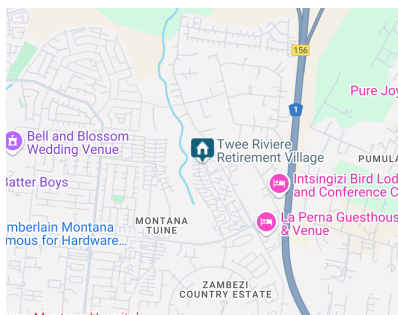 156
Pure Joy
1
Bell and Blossom
Wedding Venue
Twee Riviere
Retirement Village
PUMULA
Batter Boys
Intsingizi Bird Lod
and Conference C
MONTANA
TUINE
La Perna Guesthous
& Venue
mberlain Montana
mous for Hardware...
ZAMBEZI
COUNTRY ESTATE